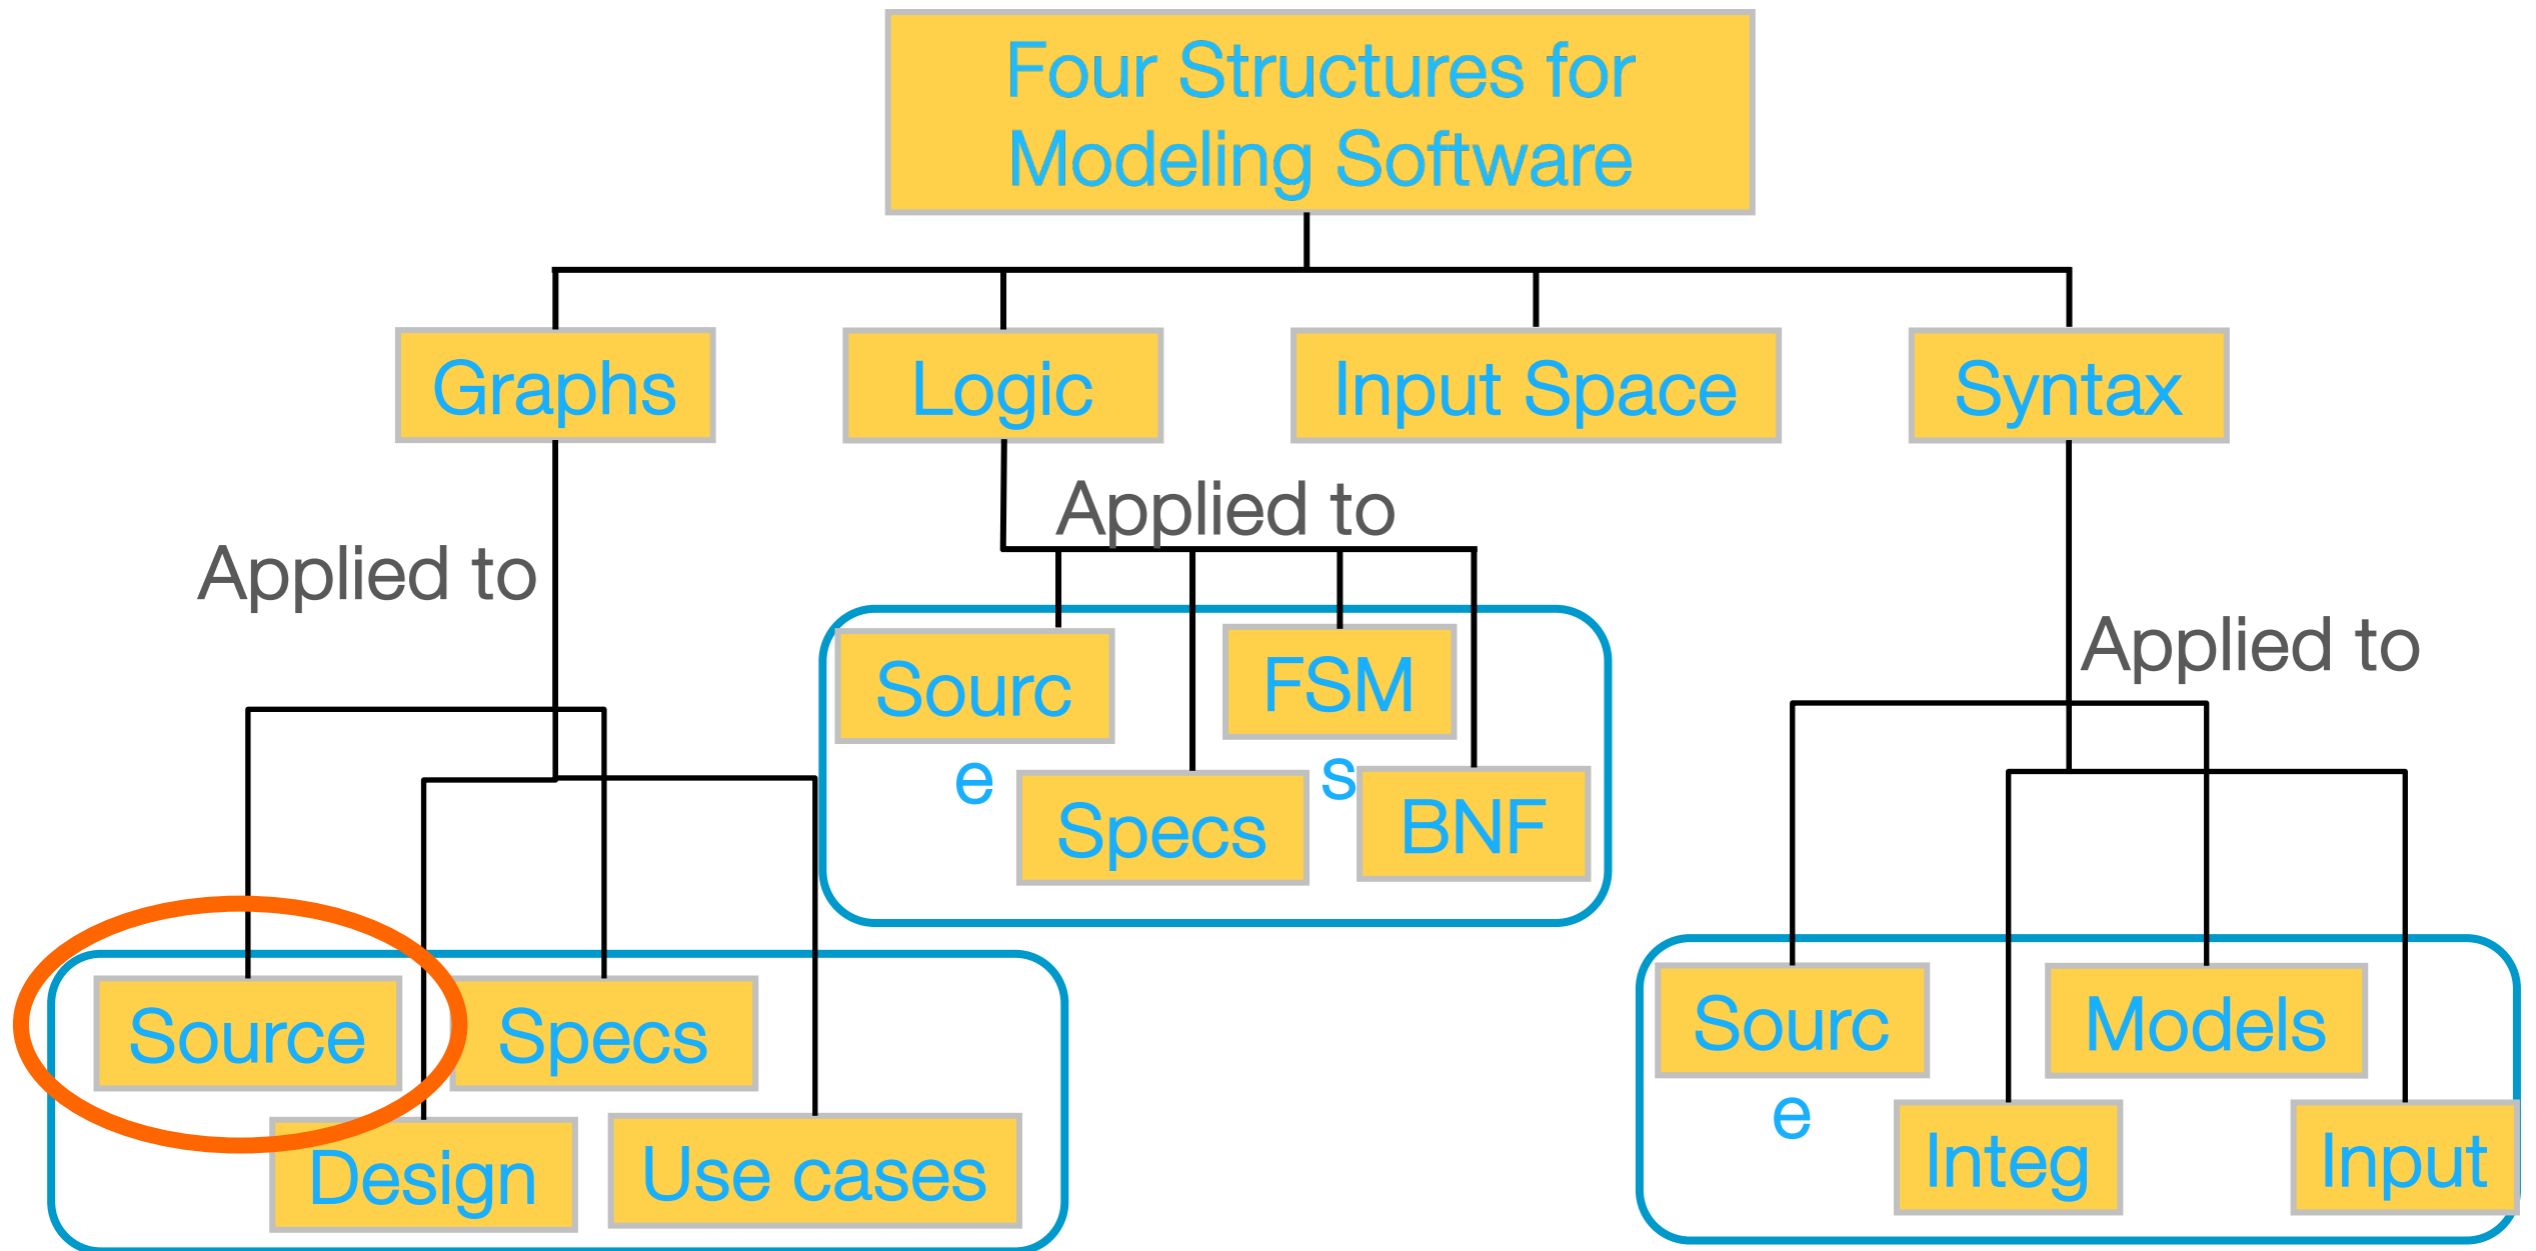 Four Structures for
Modeling Software
Graphs
Logic
Input Space
Syntax
Applied to
Applied to
Applied to
Sourc
e
FSM
s
Specs
BNF
Source
Specs
Design
Use cases
Sourc
e
Models
Integ
Input